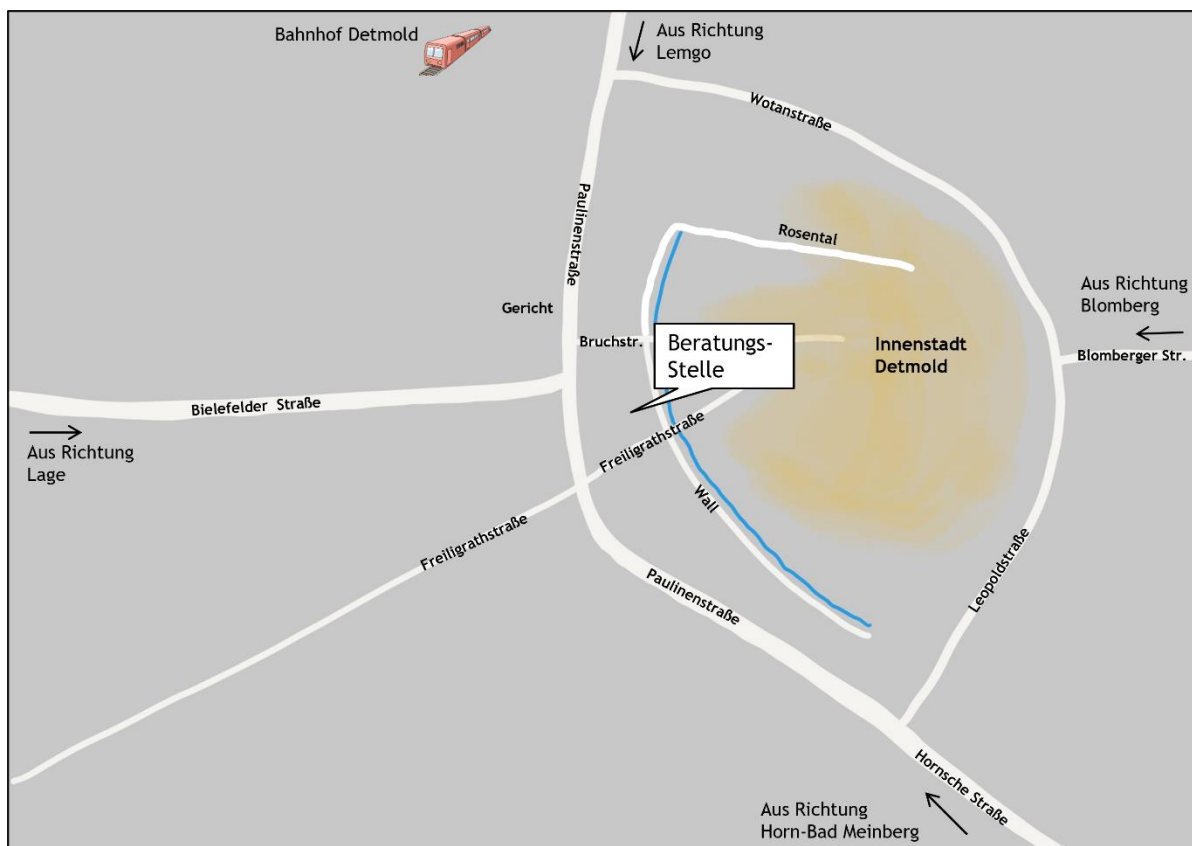 Bahnhof Detmold
Aus Richtung
Lemgo
Wotanstraße
Paulinenstraße
Rosental
Gericht
Aus Richtung
Blomberg
Bruchstr.
Beratungs-
Stelle
Innenstadt
Detmold
Blomberger Str.
Bielefelder Straße
Aus Richtung
Lage
Freiligrathstraße
Wall
Freiligrathstraße
Paulinenstraße
Leopoldstraße
Hornsche Straße
Aus Richtung
Horn-Bad Meinberg